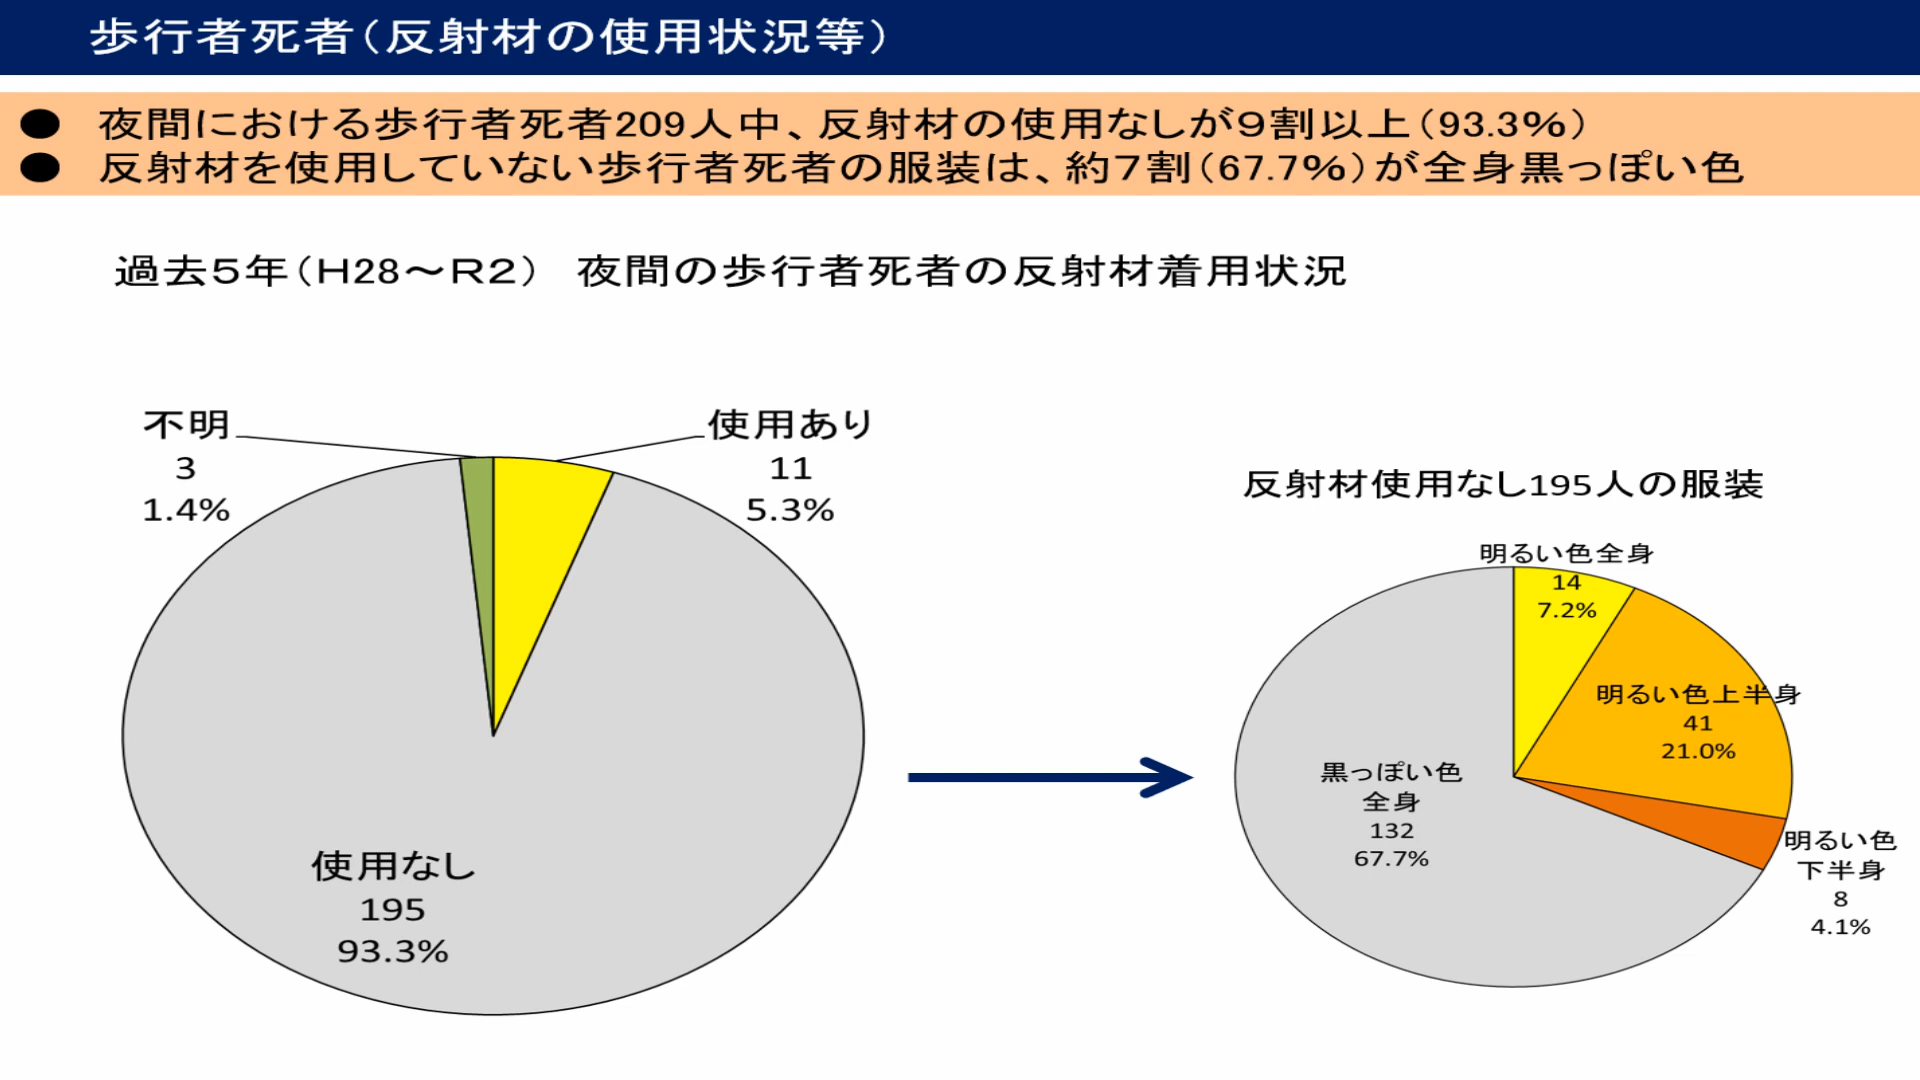 歩行者死者（反射材の使用状況等）
● 夜間における歩行者死者209人中、反射材の使用なしが９割以上（93.3％）
● 反射材を使用していない歩行者死者の服装は、約７割（67.7％）が全身黒っぽい色
過去５年（H28～R２） 夜間の歩行者死者の反射材着用状況
不明
3
1.4%
使用あり
11
5.3%
使用なし
195
93.3%
反射材使用なし195人の服装
明るい色全身
14
7.2%
明るい色上半身
41
21.0%
明るい色
下半身
8
4.1%
黒っぽい色
全身
132
67.7%